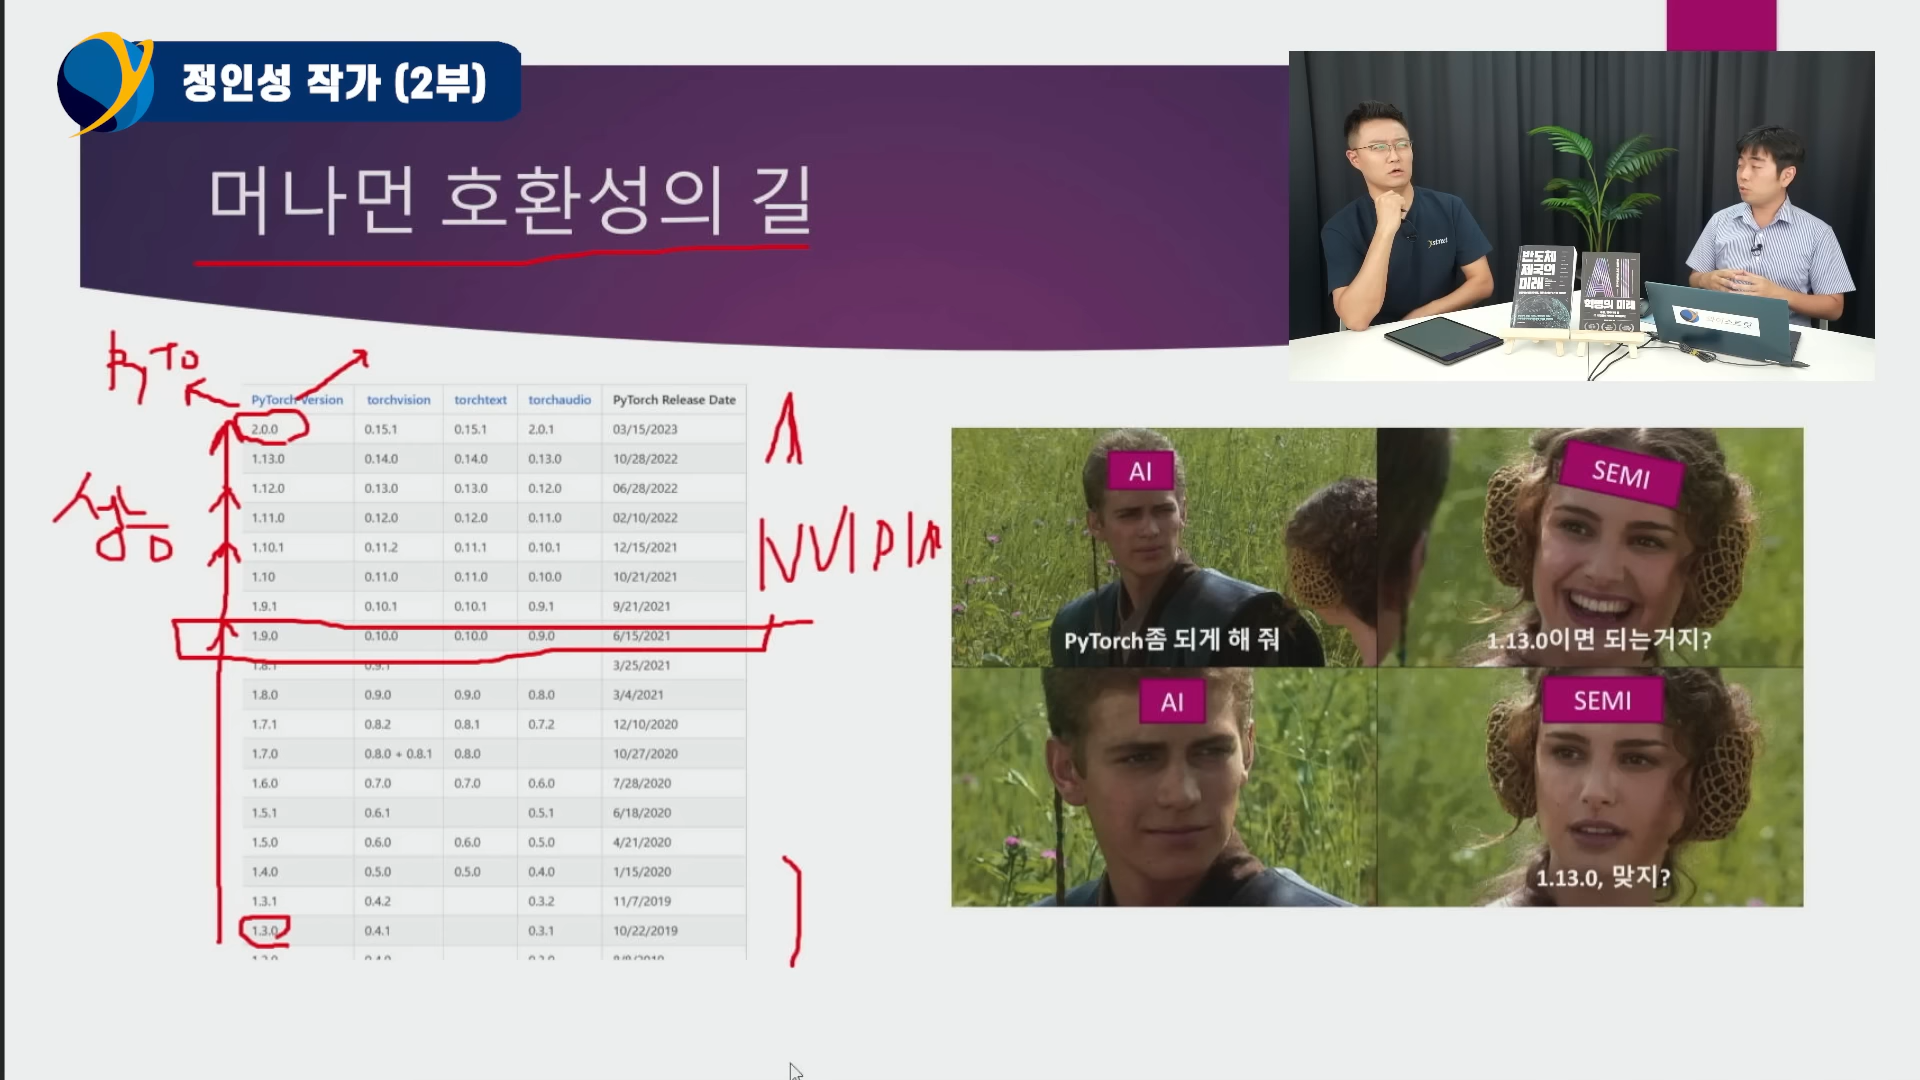 정인성 작가 (2부)
머나먼 호환성의 길
반도체
제국의
미래
AI
혁명의 미래
PyTo
PyTorch Version torchvision torchtext torchaudio PyTorch Release Date
2.0.0 0.15.1 0.15.1 2.0.1 03/15/2023
1.13.0 0.14.0 0.14.0 0.13.0 10/28/2022
1.12.0 0.13.0 0.13.0 0.12.0 06/28/2022
1.11.0 0.12.0 0.12.0 0.11.0 02/10/2022
1.10.1 0.11.2 0.11.1 0.10.1 12/15/2021
1.10 0.11.0 0.11.0 0.10.0 10/21/2021
1.9.1 0.10.1 0.10.1 0.9.1 9/21/2021
1.9.0 0.10.0 0.10.0 0.9.0 6/15/2021
1.8.1 0.9.1 3/25/2021
1.8.0 0.9.0 0.9.0 0.8.0 3/4/2021
1.7.1 0.8.2 0.8.1 0.7.2 12/10/2020
1.7.0 0.8.0 + 0.8.1 0.8.0 10/27/2020
1.6.0 0.7.0 0.7.0 0.6.0 7/28/2020
1.5.1 0.6.1 0.5.1 6/18/2020
1.5.0 0.6.0 0.6.0 0.5.0 4/21/2020
1.4.0 0.5.0 0.5.0 0.4.0 1/15/2020
1.3.1 0.4.2 0.3.2 11/7/2019
1.3.0 0.4.1 0.3.1 10/22/2019
NVIDIA
AI
PyTorch좀 되게 해 줘
SEMI
1.13.0이면 되는거지?
AI
SEMI
1.13.0, 맞지?